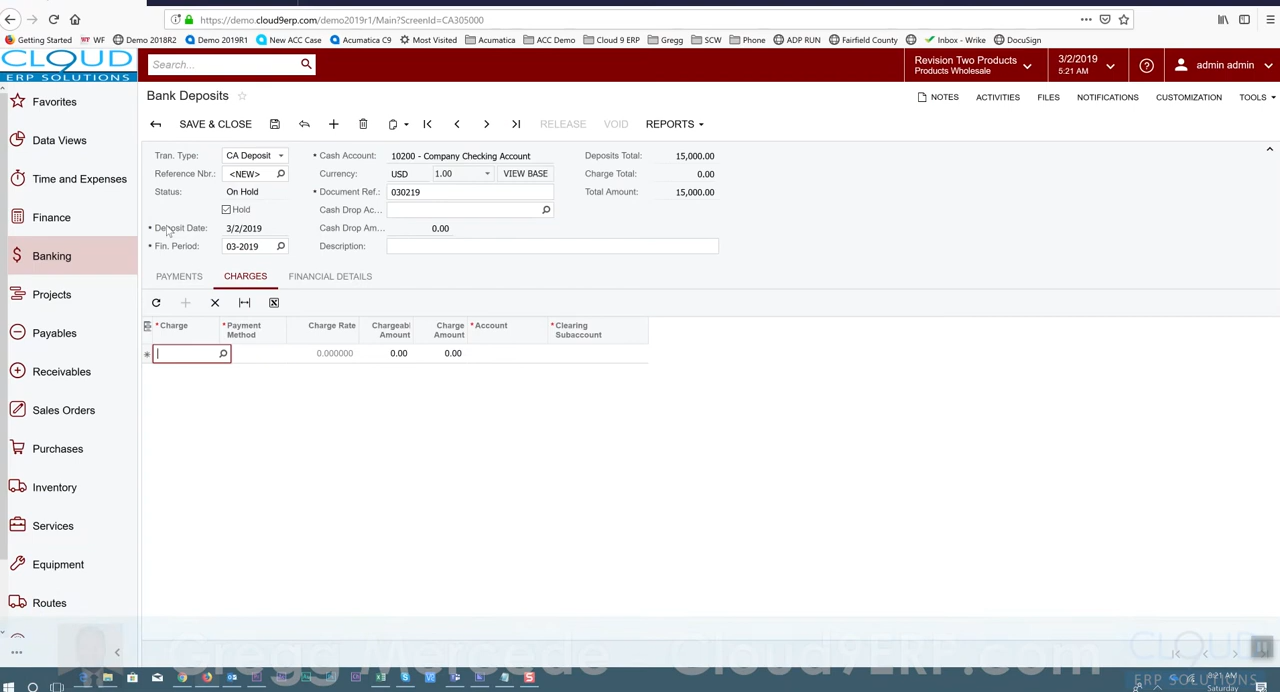 https://demo.cloud9erp.com/demo2019r1/Main?ScreenId=CA305000
Getting Started WF Demo 2018R2 Demo 2019R1 New ACC Case Acumatica C9 Most Visited Acumatica ACC Demo Cloud 9 ERP Gregg SCW Phone ADP RUN Fairfield County Inbox - Wrike DocuSign
CLOUD
ERP SOLUTIONS
Search...
Revision Two Products
Products Wholesale
3/2/2019
5:21 AM
admin admin
Favorites
Data Views
Time and Expenses
Finance
Banking
Projects
Payables
Receivables
Sales Orders
Purchases
Inventory
Services
Equipment
Routes
Bank Deposits
NOTES ACTIVITIES FILES NOTIFICATIONS CUSTOMIZATION TOOLS
SAVE & CLOSE RELEASE VOID REPORTS
Tran. Type: CA Deposit * Cash Account: 10200 - Company Checking Account Deposits Total: 15,000.00
Reference Nbr.: <NEW> Currency: USD 1.00 VIEW BASE Charge Total: 0.00
Status: On Hold * Document Ref.: 030219 Total Amount: 15,000.00
Hold Cash Drop Ac...
* Deposit Date: 3/2/2019 Cash Drop Am... 0.00
* Fin. Period: 03-2019 Description:
PAYMENTS CHARGES FINANCIAL DETAILS
* Charge * Payment Method Charge Rate Chargeabl Amount Charge Amount * Account * Clearing Subaccount
0.000000 0.00 0.00
Gregg Mercede Cloud9ERP.com
CLOUD
ERP SOLUTIONS
5:21 AM
Saturday